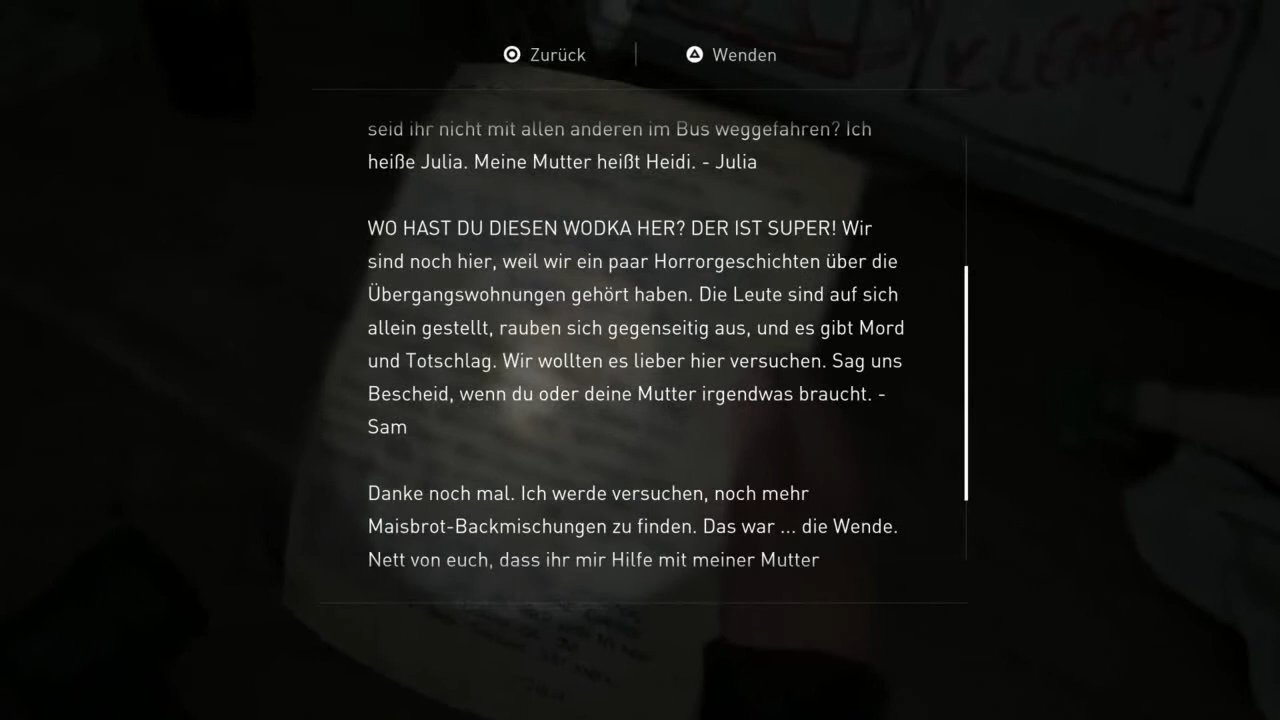 Zurück
Wenden
seid ihr nicht mit allen anderen im Bus weggefahren? Ich
heiße Julia. Meine Mutter heißt Heidi. - Julia
WO HAST DU DIESEN WODKA HER? DER IST SUPER! Wir
sind noch hier, weil wir ein paar Horrorgeschichten über die
Übergangswohnungen gehört haben. Die Leute sind auf sich
allein gestellt, rauben sich gegenseitig aus, und es gibt Mord
und Totschlag. Wir wollten es lieber hier versuchen. Sag uns
Bescheid, wenn du oder deine Mutter irgendwas braucht. -
Sam
Danke noch mal. Ich werde versuchen, noch mehr
Maisbrot-Backmischungen zu finden. Das war ... die Wende.
Nett von euch, dass ihr mir Hilfe mit meiner Mutter